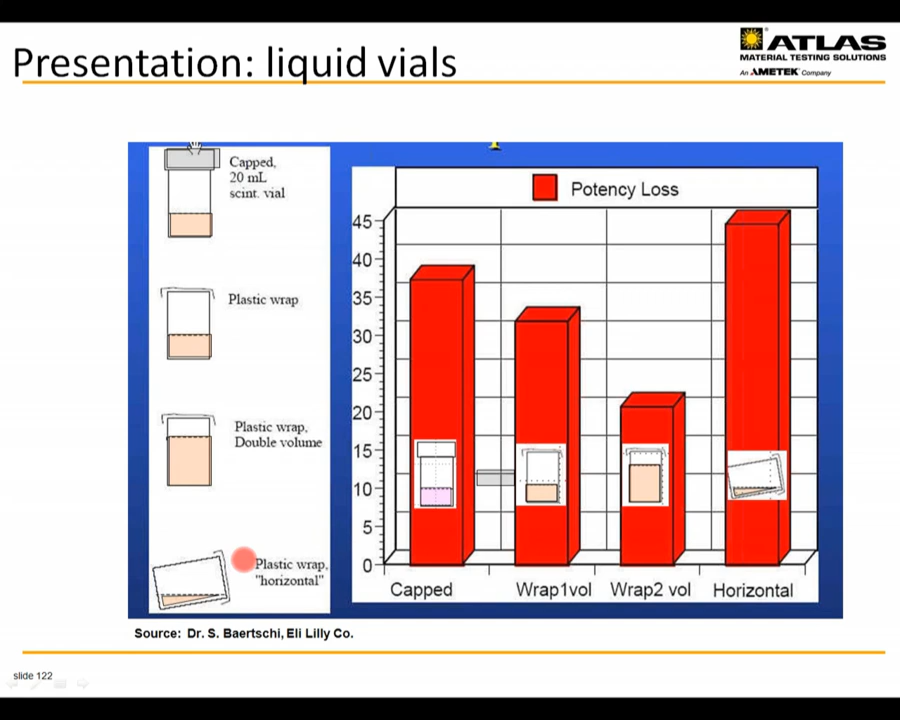 Presentation: liquid vials
ATLAS
MATERIAL TESTING SOLUTIONS
An AMETEK Company
Capped,
20 mL
scint. vial
Plastic wrap
Plastic wrap,
Double volume
Plastic wrap,
"horizontal"
Potency Loss
45
40
35
30
25
20
15
10
5
0
Capped
Wrap1vol
Wrap2 vol
Horizontal
Source: Dr. S. Baertschi, Eli Lilly Co.
slide 122